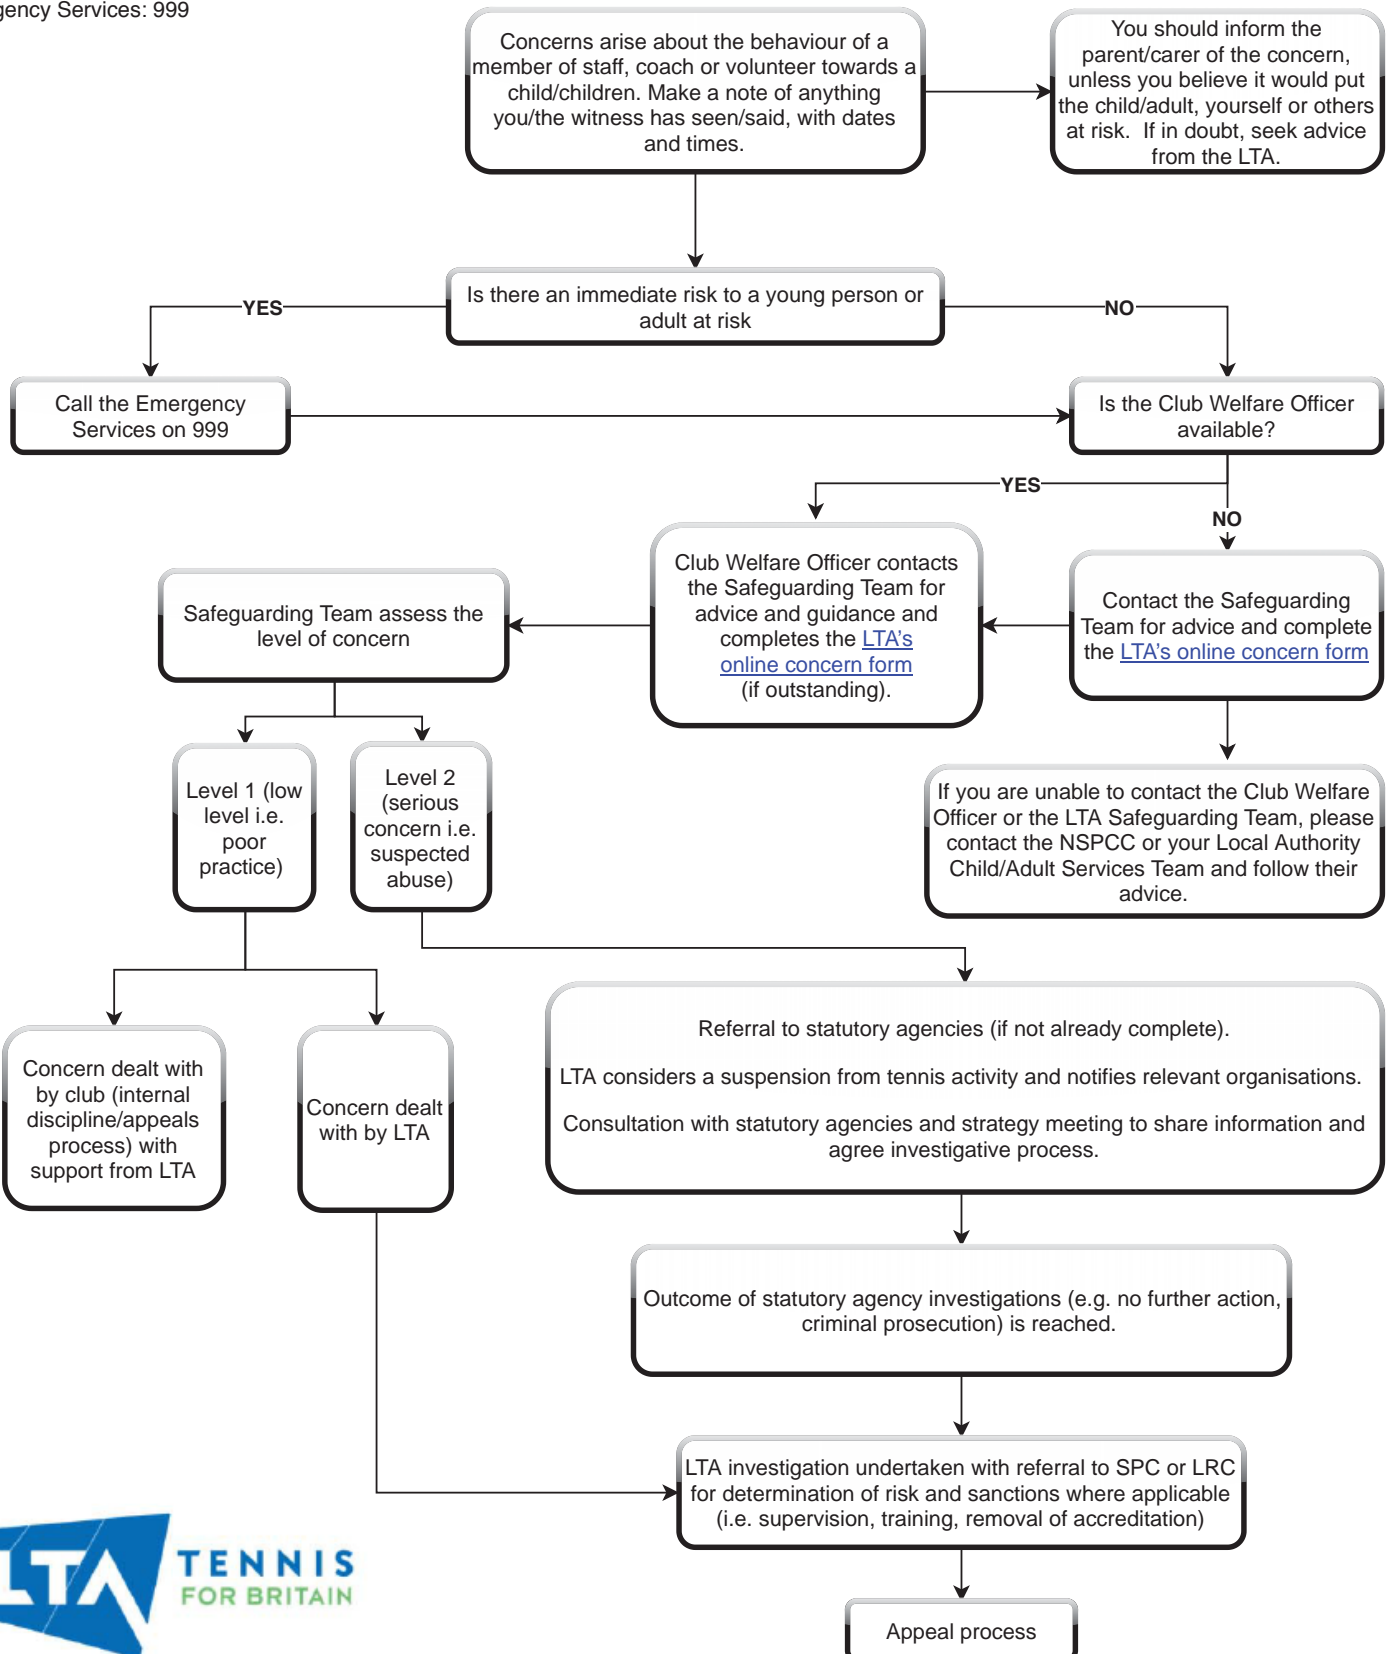 Services: 999
Concerns arise about the behaviour of a
member of staff, coach or volunteer towards a
child/children. Make a note of anything
you/the witness has seen/said, with dates
and times.
You should inform the
parent/carer of the concern,
unless you believe it would put
the child/adult, yourself or others
at risk.  If in doubt, seek advice
from the LTA.
Is there an immediate risk to a young person or
adult at risk
YES
NO
Call the Emergency
Services on 999
Is the Club Welfare Officer
available?
YES
NO
Club Welfare Officer contacts
the Safeguarding Team for
advice and guidance and
completes the LTA’s
online concern form
(if outstanding).
Contact the Safeguarding
Team for advice and complete
the LTA’s online concern form
Safeguarding Team assess the
level of concern
Level 1 (low
level i.e.
poor
practice)
Level 2
(serious
concern i.e.
suspected
abuse)
If you are unable to contact the Club Welfare
Officer or the LTA Safeguarding Team, please
contact the NSPCC or your Local Authority
Child/Adult Services Team and follow their
advice.
Concern dealt with
by club (internal
discipline/appeals
process) with
support from LTA
Concern dealt
with by LTA
Referral to statutory agencies (if not already complete).
LTA considers a suspension from tennis activity and notifies relevant organisations.
Consultation with statutory agencies and strategy meeting to share information and
agree investigative process.
Outcome of statutory agency investigations (e.g. no further action,
criminal prosecution) is reached.
LTA investigation undertaken with referral to SPC or LRC
for determination of risk and sanctions where applicable
(i.e. supervision, training, removal of accreditation)
Appeal process
LTA
TENNIS
FOR BRITAIN